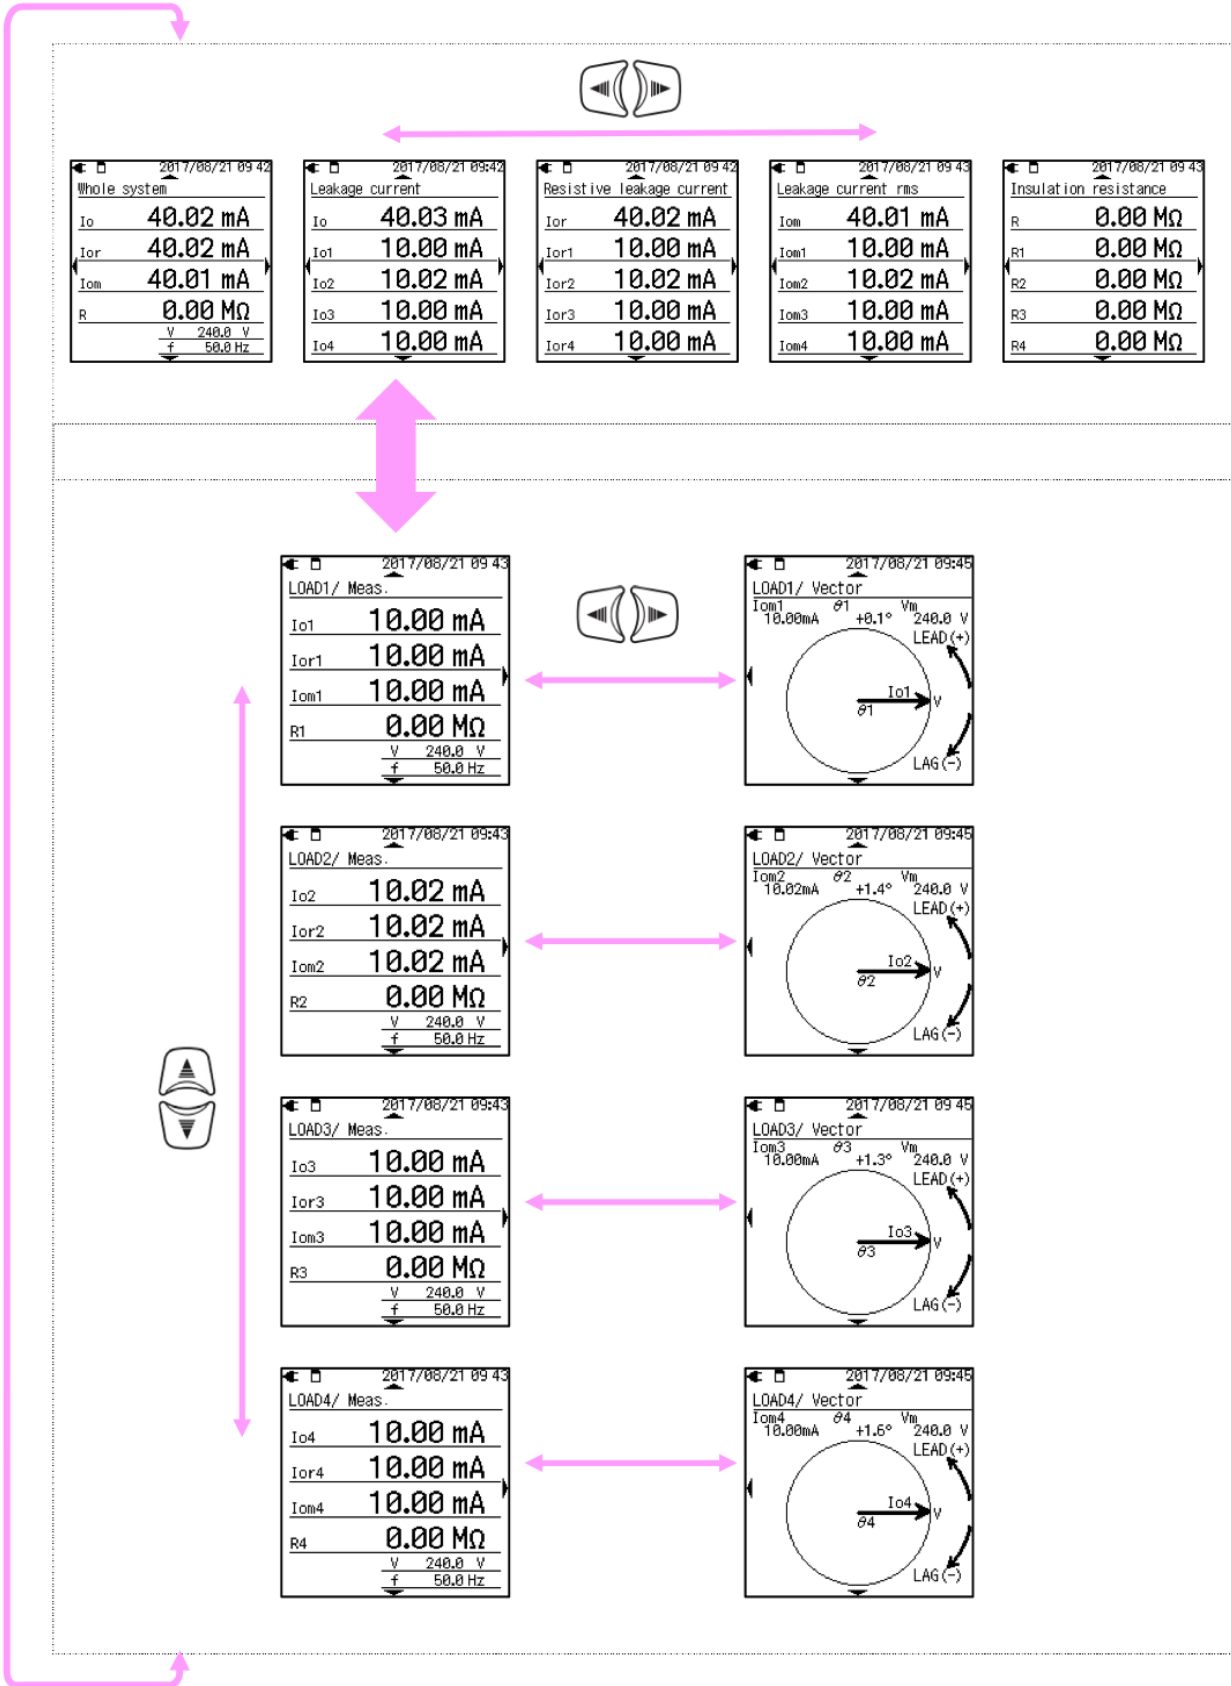 2017/08/21 09 42
Whole system
Io 40.02 mA
Ior 40.02 mA
Iom 40.01 mA
R 0.00 MΩ
V 240.0 V
f 50.0 Hz
2017/08/21 09:42
Leakage current
Io 40.03 mA
Io1 10.00 mA
Io2 10.02 mA
Io3 10.00 mA
Io4 10.00 mA
2017/08/21 09 42
Resistive leakage current
Ior 40.02 mA
Ior1 10.00 mA
Ior2 10.02 mA
Ior3 10.00 mA
Ior4 10.00 mA
2017/08/21 09 43
Leakage current rms
Iom 40.01 mA
Iom1 10.00 mA
Iom2 10.02 mA
Iom3 10.00 mA
Iom4 10.00 mA
2017/08/21 09 43
Insulation resistance
R 0.00 MΩ
R1 0.00 MΩ
R2 0.00 MΩ
R3 0.00 MΩ
R4 0.00 MΩ
2017/08/21 09 43
LOAD1/ Meas.
Io1 10.00 mA
Ior1 10.00 mA
Iom1 10.00 mA
R1 0.00 MΩ
V 240.0 V
f 50.0 Hz
2017/08/21 09:45
LOAD1/ Vector
Iom1 θ1 Vm
10.00mA +0.1° 240.0 V
LEAD(+)
Io1
V
θ1
LAG(-)
2017/08/21 09:43
LOAD2/ Meas.
Io2 10.02 mA
Ior2 10.02 mA
Iom2 10.02 mA
R2 0.00 MΩ
V 240.0 V
f 50.0 Hz
2017/08/21 09:45
LOAD2/ Vector
Iom2 θ2 Vm
10.02mA +1.4° 240.0 V
LEAD(+)
Io2
V
θ2
LAG(-)
2017/08/21 09:43
LOAD3/ Meas.
Io3 10.00 mA
Ior3 10.00 mA
Iom3 10.00 mA
R3 0.00 MΩ
V 240.0 V
f 50.0 Hz
2017/08/21 09 45
LOAD3/ Vector
Iom3 θ3 Vm
10.00mA +1.3° 240.0 V
LEAD(+)
Io3
V
θ3
LAG(-)
2017/08/21 09 43
LOAD4/ Meas.
Io4 10.00 mA
Ior4 10.00 mA
Iom4 10.00 mA
R4 0.00 MΩ
V 240.0 V
f 50.0 Hz
2017/08/21 09:45
LOAD4/ Vector
Iom4 θ4 Vm
10.00mA +1.6° 240.0 V
LEAD(+)
Io4
V
θ4
LAG(-)